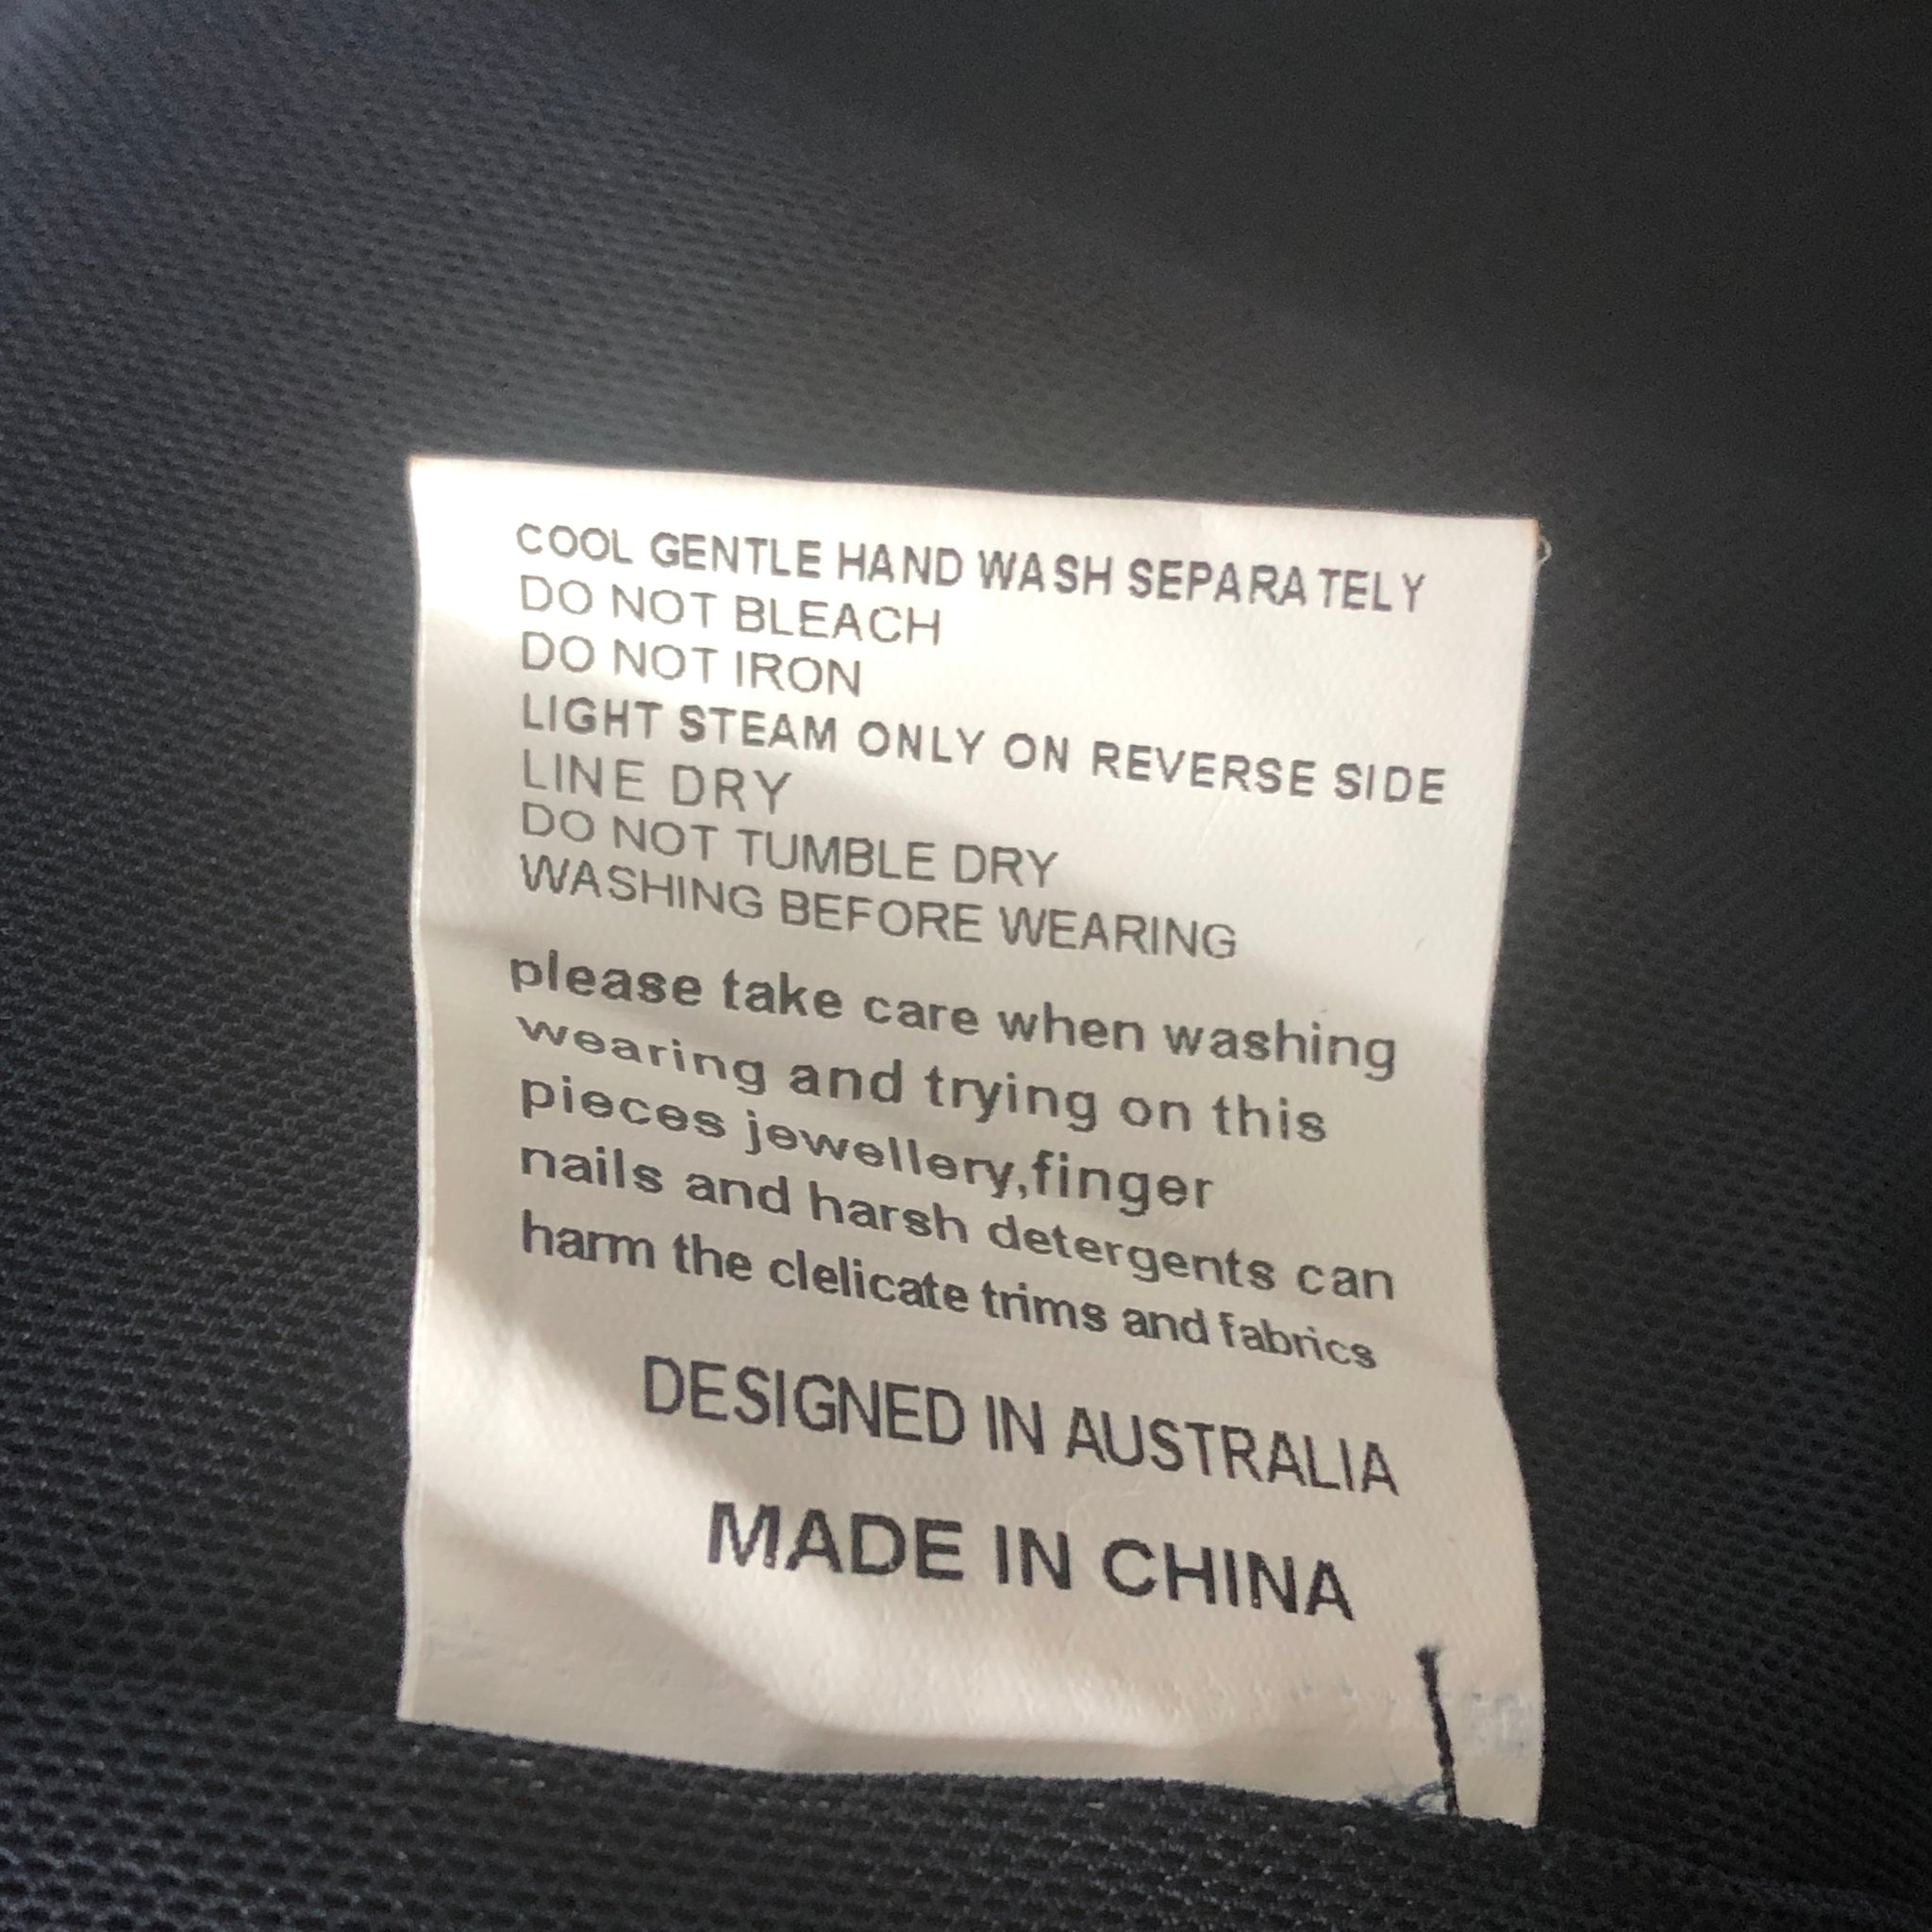 COOL GENTLE HAND WASH SEPARATELY
DO NOT BLEACH
DO NOT IRON
LIGHT STEAM ONLY ON REVERSE SIDE
LINE DRY
DO NOT TUMBLE DRY
WASHING BEFORE WEARING
please take care when washing
wearing and trying on this
pieces jewellery,finger
nails and harsh detergents can
harm the clelicate trims and fabrics
DESIGNED IN AUSTRALIA
MADE IN CHINA